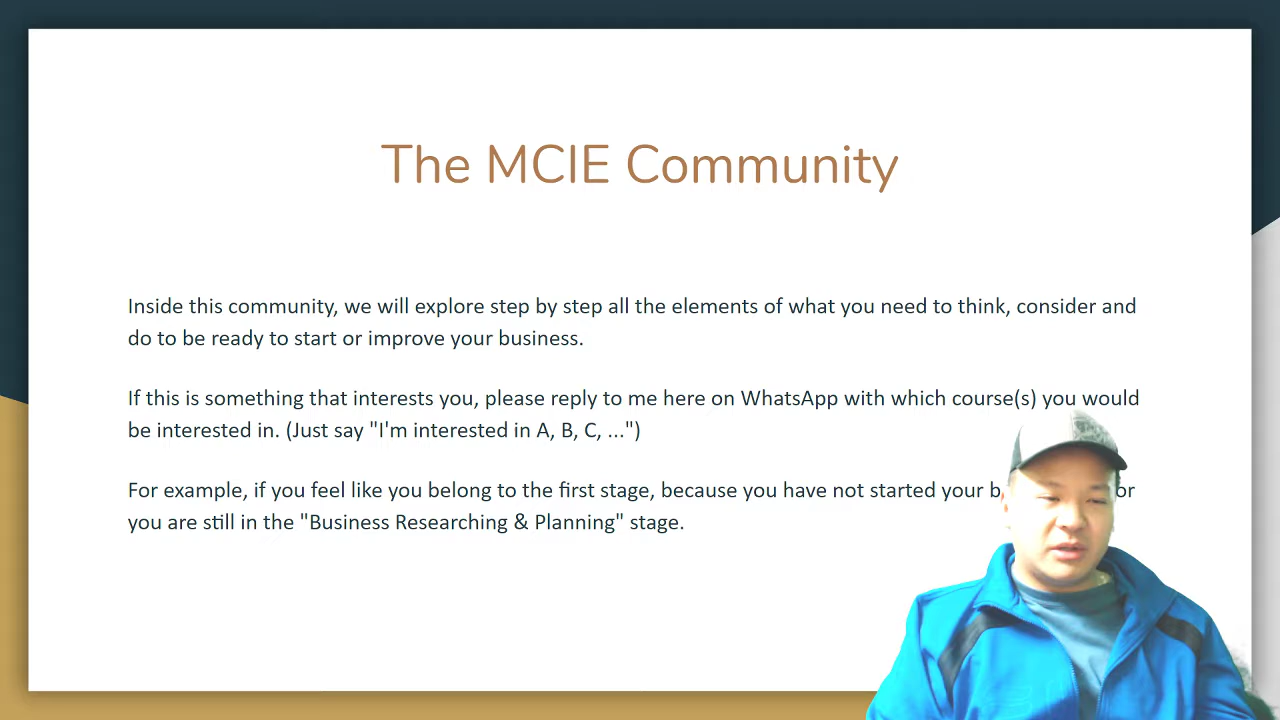 The MCIE Community
Inside this community, we will explore step by step all the elements of what you need to think, consider and
do to be ready to start or improve your business.
If this is something that interests you, please reply to me here on WhatsApp with which course(s) you would
be interested in. (Just say "I'm interested in A, B, C, ...")
For example, if you feel like you belong to the first stage, because you have not started your or
you are still in the "Business Researching & Planning" stage.